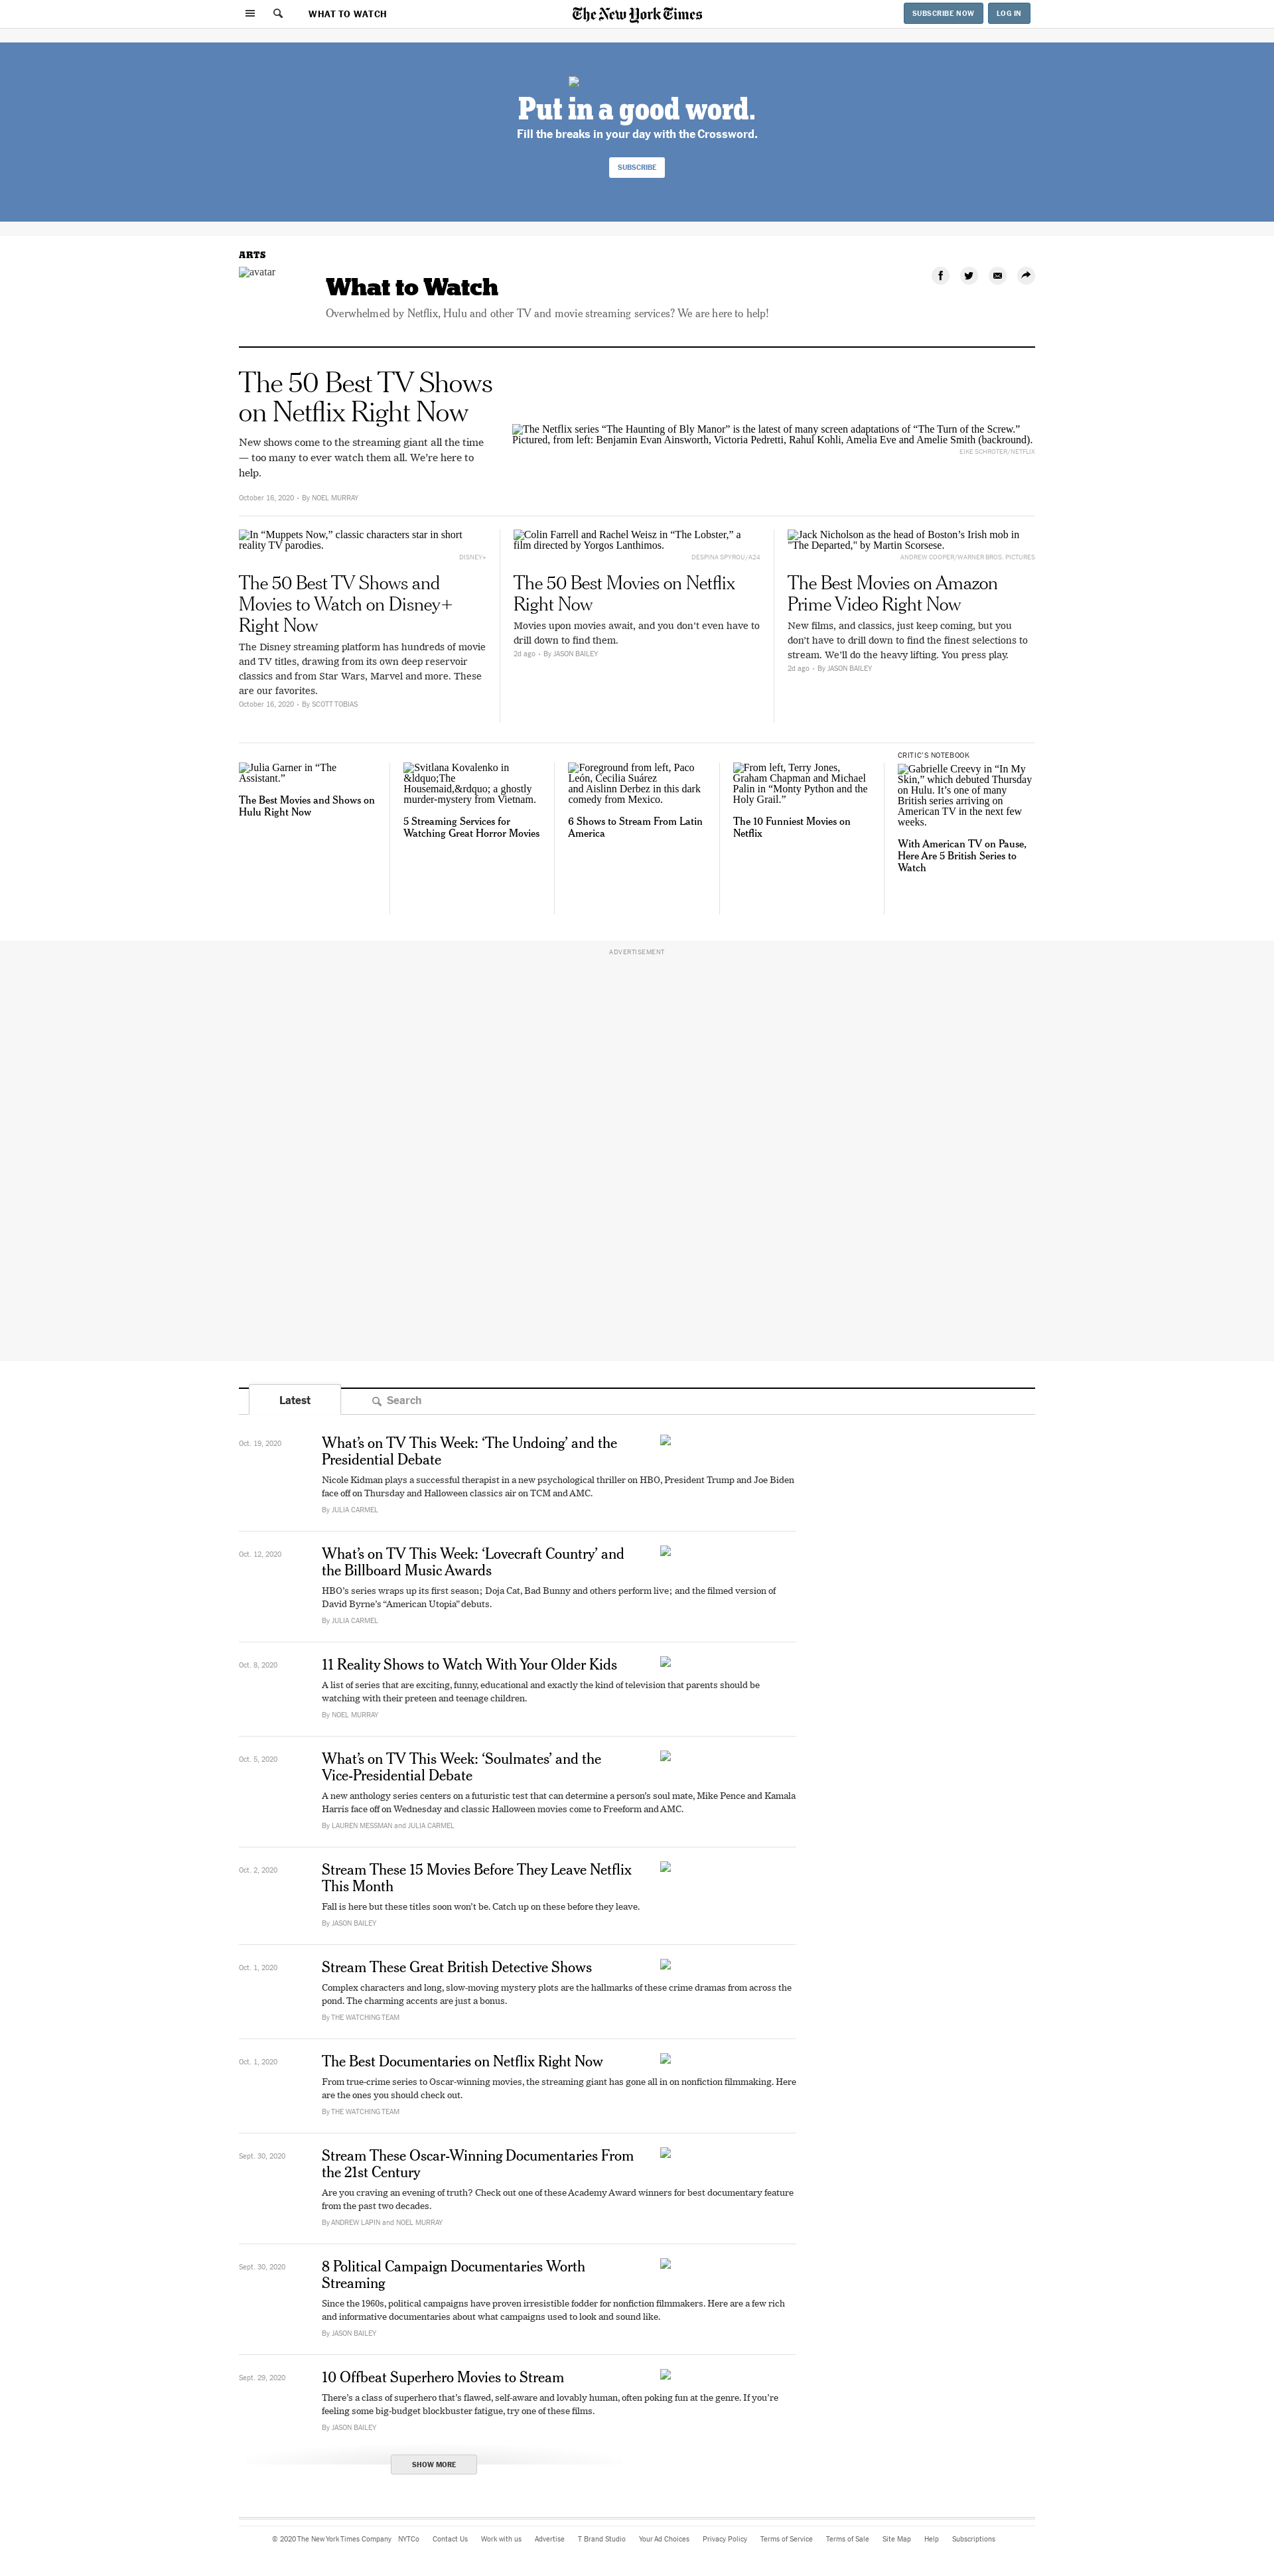 WHAT TO WATCH
The New York Times
SUBSCRIBE NOW
LOG IN
Put in a good word.
Fill the breaks in your day with the Crossword.
SUBSCRIBE
ARTS
avatar
What to Watch
Overwhelmed by Netflix, Hulu and other TV and movie streaming services? We are here to help!
The 50 Best TV Shows
on Netflix Right Now
New shows come to the streaming giant all the time
— too many to ever watch them all. We’re here to
help.
October 16, 2020 • By NOEL MURRAY
The Netflix series “The Haunting of Bly Manor” is the latest of many screen adaptations of “The Turn of the Screw.”
Pictured, from left: Benjamin Evan Ainsworth, Victoria Pedretti, Rahul Kohli, Amelia Eve and Amelie Smith (backround).
EIKE SCHROTER/NETFLIX
In “Muppets Now,” classic characters star in short
reality TV parodies.
DISNEY+
The 50 Best TV Shows and
Movies to Watch on Disney+
Right Now
The Disney streaming platform has hundreds of movie
and TV titles, drawing from its own deep reservoir
classics and from Star Wars, Marvel and more. These
are our favorites.
October 16, 2020 • By SCOTT TOBIAS
Colin Farrell and Rachel Weisz in “The Lobster,” a
film directed by Yorgos Lanthimos.
DESPINA SPYROU/A24
The 50 Best Movies on Netflix
Right Now
Movies upon movies await, and you don’t even have to
drill down to find them.
2d ago • By JASON BAILEY
Jack Nicholson as the head of Boston’s Irish mob in
"The Departed," by Martin Scorsese.
ANDREW COOPER/WARNER BROS. PICTURES
The Best Movies on Amazon
Prime Video Right Now
New films, and classics, just keep coming, but you
don’t have to drill down to find the finest selections to
stream. We’ll do the heavy lifting. You press play.
2d ago • By JASON BAILEY
Julia Garner in “The
Assistant.”
The Best Movies and Shows on
Hulu Right Now
Svitlana Kovalenko in
&ldquo;The
Housemaid,&rdquo; a ghostly
murder-mystery from Vietnam.
5 Streaming Services for
Watching Great Horror Movies
Foreground from left, Paco
León, Cecilia Suárez
and Aislinn Derbez in this dark
comedy from Mexico.
6 Shows to Stream From Latin
America
From left, Terry Jones,
Graham Chapman and Michael
Palin in “Monty Python and the
Holy Grail.”
The 10 Funniest Movies on
Netflix
CRITIC’S NOTEBOOK
Gabrielle Creevy in “In My
Skin,” which debuted Thursday
on Hulu. It’s one of many
British series arriving on
American TV in the next few
weeks.
With American TV on Pause,
Here Are 5 British Series to
Watch
ADVERTISEMENT
Latest
Search
Oct. 19, 2020
What’s on TV This Week: ‘The Undoing’ and the
Presidential Debate
Nicole Kidman plays a successful therapist in a new psychological thriller on HBO, President Trump and Joe Biden
face off on Thursday and Halloween classics air on TCM and AMC.
By JULIA CARMEL
Oct. 12, 2020
What’s on TV This Week: ‘Lovecraft Country’ and
the Billboard Music Awards
HBO’s series wraps up its first season; Doja Cat, Bad Bunny and others perform live; and the filmed version of
David Byrne’s “American Utopia” debuts.
By JULIA CARMEL
Oct. 8, 2020
11 Reality Shows to Watch With Your Older Kids
A list of series that are exciting, funny, educational and exactly the kind of television that parents should be
watching with their preteen and teenage children.
By NOEL MURRAY
Oct. 5, 2020
What’s on TV This Week: ‘Soulmates’ and the
Vice-Presidential Debate
A new anthology series centers on a futuristic test that can determine a person’s soul mate, Mike Pence and Kamala
Harris face off on Wednesday and classic Halloween movies come to Freeform and AMC.
By LAUREN MESSMAN and JULIA CARMEL
Oct. 2, 2020
Stream These 15 Movies Before They Leave Netflix
This Month
Fall is here but these titles soon won’t be. Catch up on these before they leave.
By JASON BAILEY
Oct. 1, 2020
Stream These Great British Detective Shows
Complex characters and long, slow-moving mystery plots are the hallmarks of these crime dramas from across the
pond. The charming accents are just a bonus.
By THE WATCHING TEAM
Oct. 1, 2020
The Best Documentaries on Netflix Right Now
From true-crime series to Oscar-winning movies, the streaming giant has gone all in on nonfiction filmmaking. Here
are the ones you should check out.
By THE WATCHING TEAM
Sept. 30, 2020
Stream These Oscar-Winning Documentaries From
the 21st Century
Are you craving an evening of truth? Check out one of these Academy Award winners for best documentary feature
from the past two decades.
By ANDREW LAPIN and NOEL MURRAY
Sept. 30, 2020
8 Political Campaign Documentaries Worth
Streaming
Since the 1960s, political campaigns have proven irresistible fodder for nonfiction filmmakers. Here are a few rich
and informative documentaries about what campaigns used to look and sound like.
By JASON BAILEY
Sept. 29, 2020
10 Offbeat Superhero Movies to Stream
There’s a class of superhero that’s flawed, self-aware and lovably human, often poking fun at the genre. If you’re
feeling some big-budget blockbuster fatigue, try one of these films.
By JASON BAILEY
SHOW MORE
© 2020 The New York Times Company NYTCo Contact Us Work with us Advertise T Brand Studio Your Ad Choices Privacy Policy Terms of Service Terms of Sale Site Map Help Subscriptions